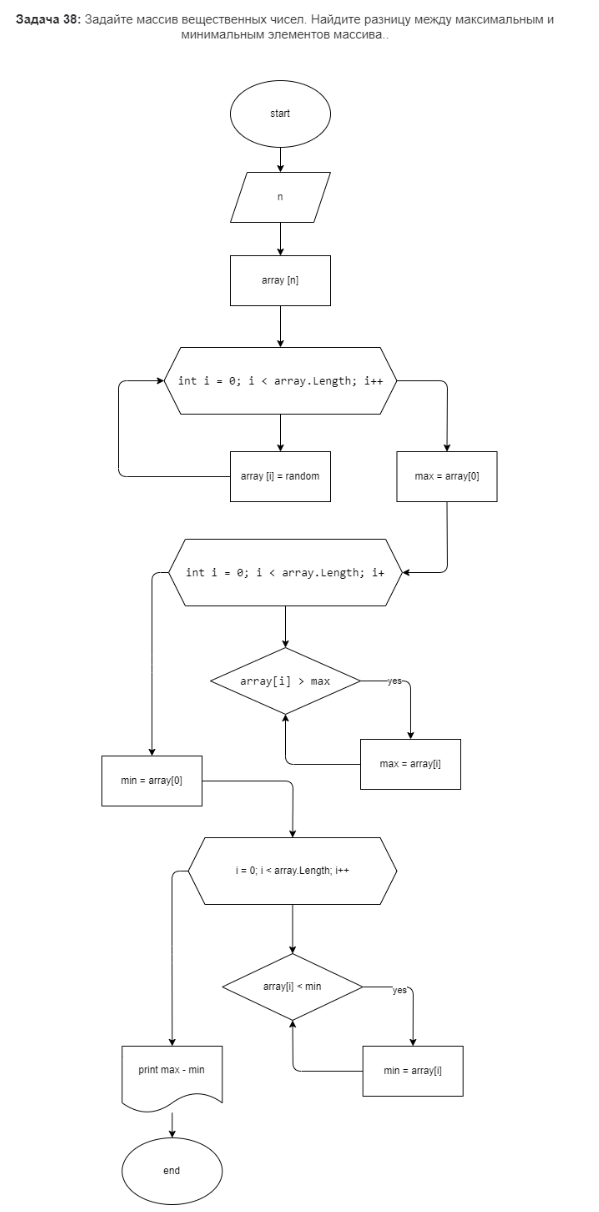 Задача 38: Задайте массив вещественных чисел. Найдите разницу между максимальным и
минимальным элементов массива..
start
n
array [n]
int i = 0; i < array.Length; i++
array [i] = random
max = array[0]
int i = 0; i < array.Length; i+
array[i] > max
yes
max = array[i]
min = array[0]
i = 0; i < array.Length; i++
array[i] < min
yes
print max - min
min = array[i]
end